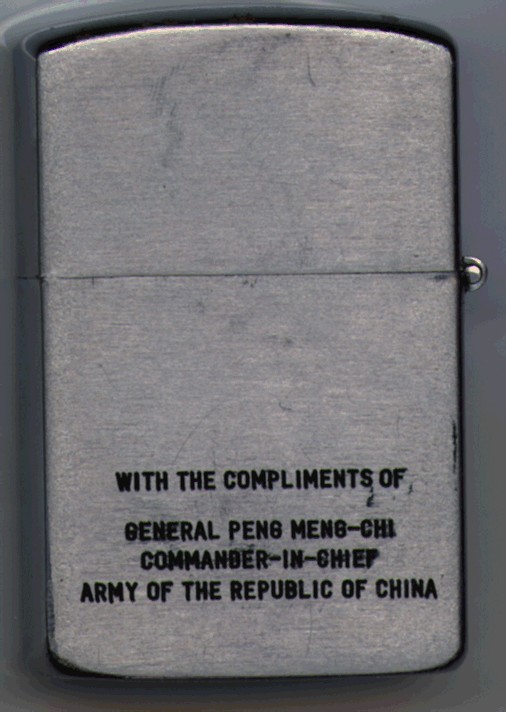 WITH THE COMPLIMENTS OF
GENERAL PENG MENG-CHI
COMMANDER-IN-CHIEF
ARMY OF THE REPUBLIC OF CHINA